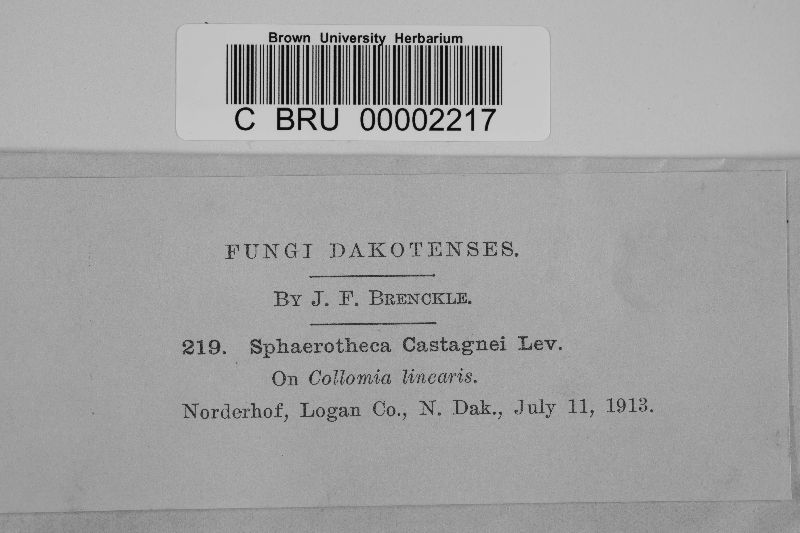 Brown University Herbarium
C BRU 00002217
FUNGI DAKOTENSES.
BY J. F. BRENCKLE.
219. Sphaerotheca Castagnei Lev.
On Collomia linearis.
Norderhof, Logan Co., N. Dak., July 11, 1913.